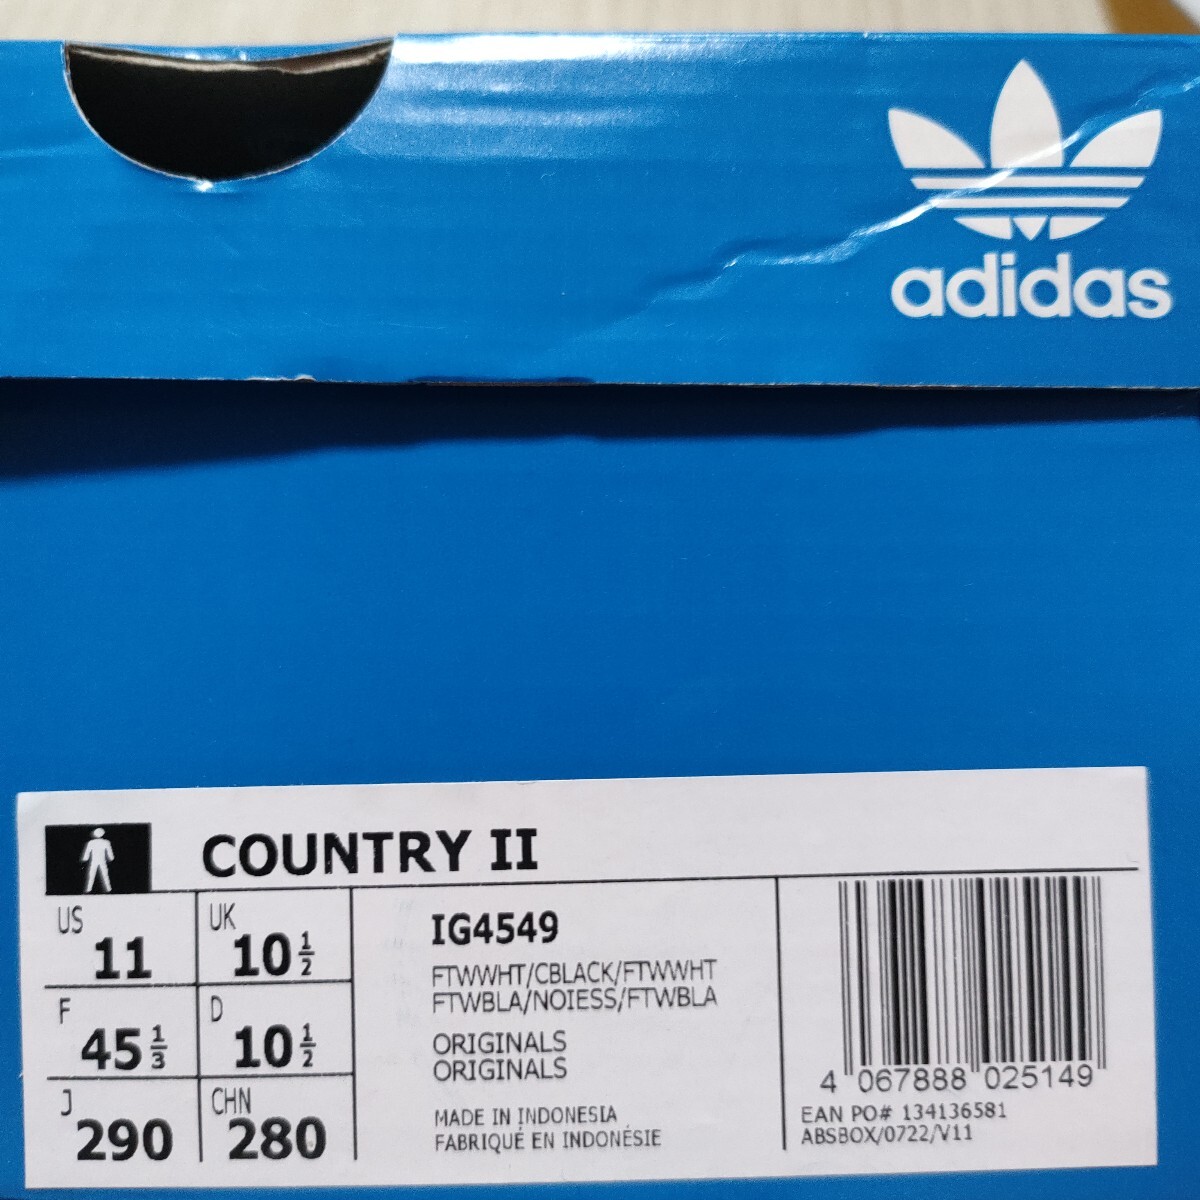 adidas
COUNTRY II
US
11
UK
10 1/2
F
45 1/3
D
10 1/2
J
290
CHN
280
IG4549
FTWWHT/CBLACK/FTWWHT
FTWBLA/NOIESS/FTWBLA
ORIGINALS
ORIGINALS
MADE IN INDONESIA
FABRIQUÉ EN INDONÉSIE
4 067888 025149
EAN PO# 134136581
ABSBOX/0722/V11